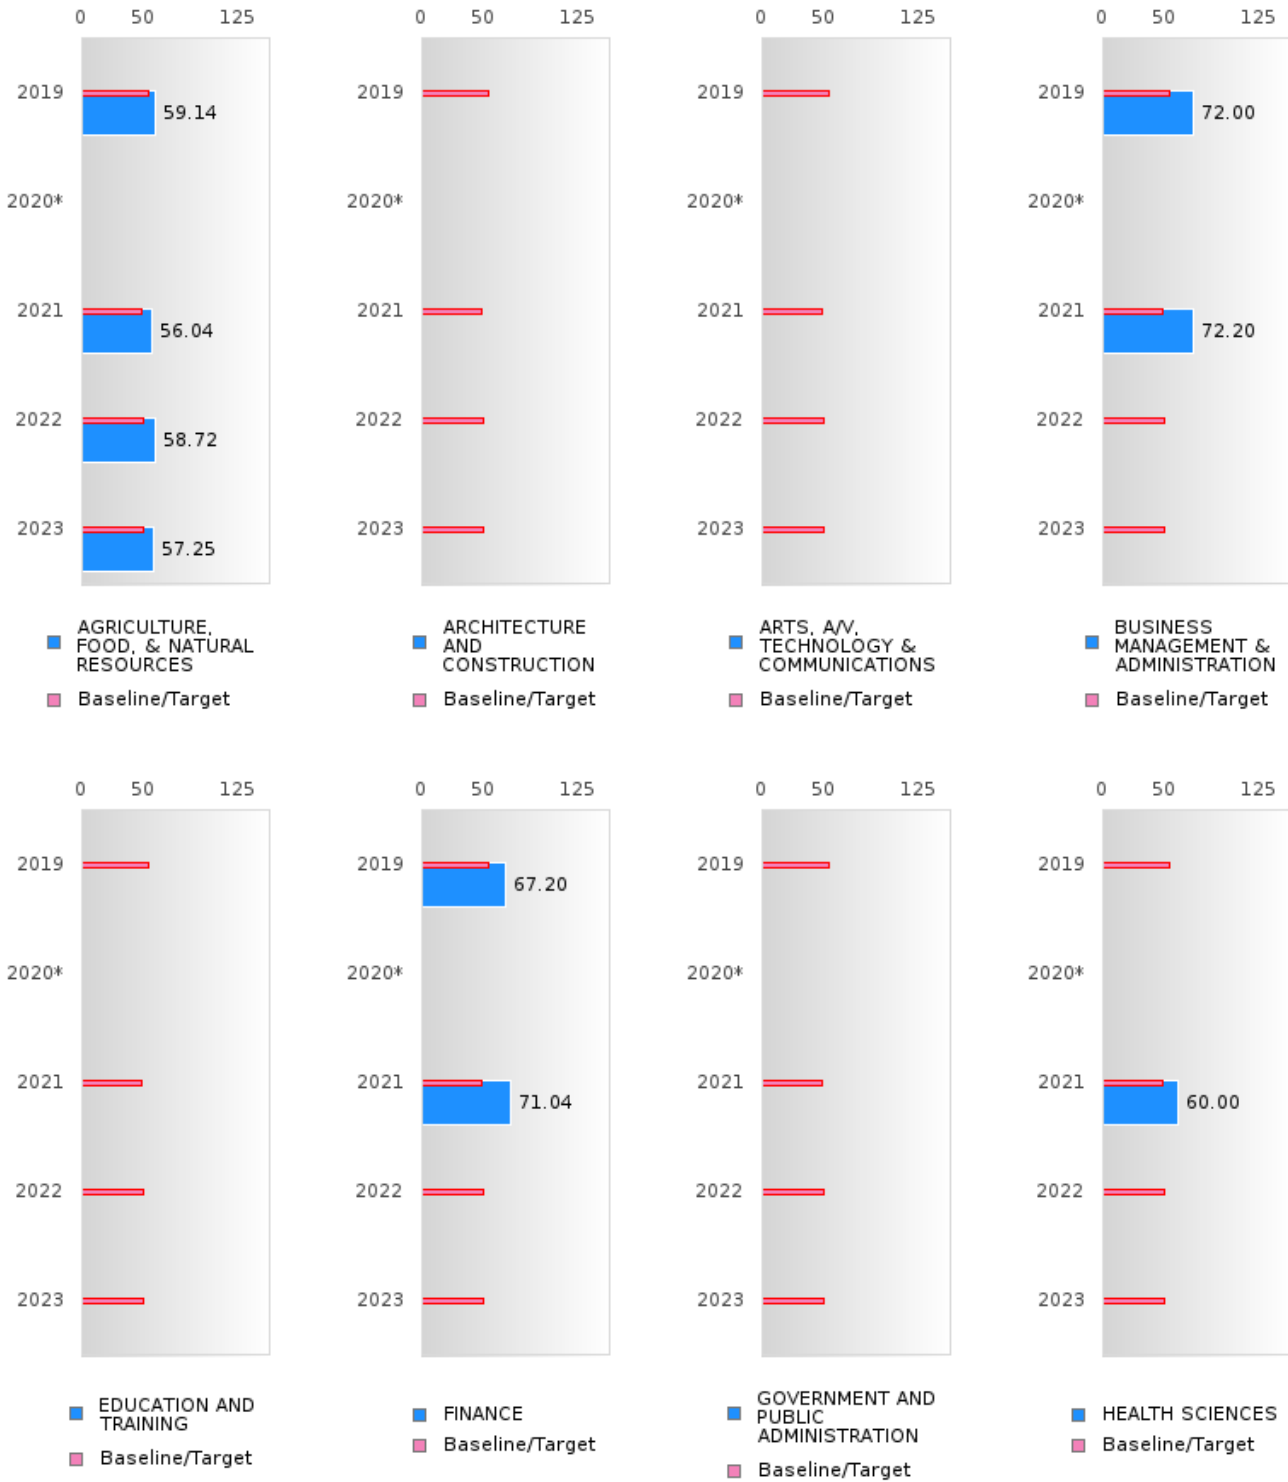 0 50 125
2019
59.14
2020*
2021
56.04
2022
58.72
2023
57.25
AGRICULTURE,
FOOD, & NATURAL
RESOURCES
Baseline/Target
0 50 125
2019
2020*
2021
2022
2023
ARCHITECTURE
AND
CONSTRUCTION
Baseline/Target
0 50 125
2019
2020*
2021
2022
2023
ARTS, A/V,
TECHNOLOGY &
COMMUNICATIONS
Baseline/Target
0 50 125
2019
72.00
2020*
2021
72.20
2022
2023
BUSINESS
MANAGEMENT &
ADMINISTRATION
Baseline/Target
0 50 125
2019
2020*
2021
2022
2023
EDUCATION AND
TRAINING
Baseline/Target
0 50 125
2019
67.20
2020*
2021
71.04
2022
2023
FINANCE
Baseline/Target
0 50 125
2019
2020*
2021
2022
2023
GOVERNMENT AND
PUBLIC
ADMINISTRATION
Baseline/Target
0 50 125
2019
2020*
2021
60.00
2022
2023
HEALTH SCIENCES
Baseline/Target